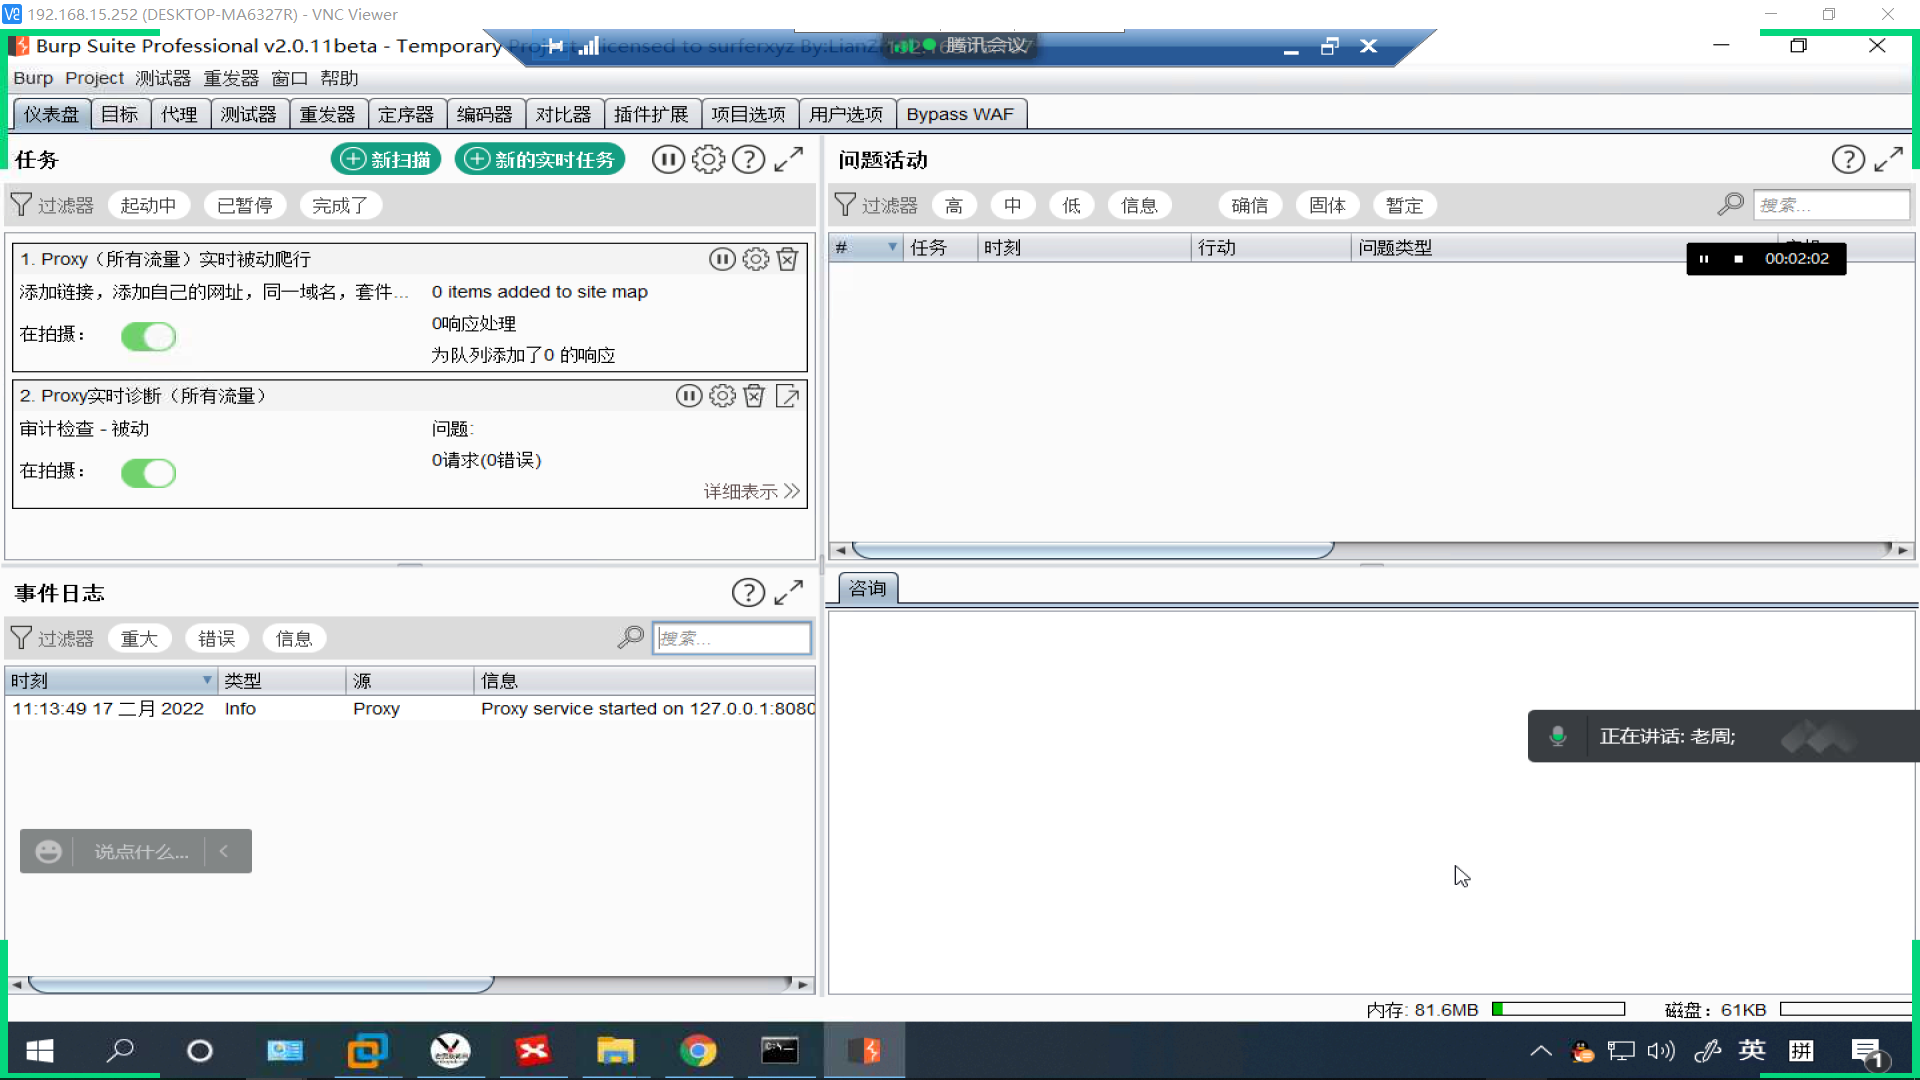 192.168.15.252 (DESKTOP-MA6327R) - VNC Viewer
Burp Suite Professional v2.0.11beta - Temporary Project - licensed to surferxyz By:LianZ
腾讯会议
Burp Project 测试器 重发器 窗口 帮助
仪表盘 目标 代理 测试器 重发器 定序器 编码器 对比器 插件扩展 项目选项 用户选项 Bypass WAF
任务
新扫描 新的实时任务
过滤器 起动中 已暂停 完成了
1. Proxy（所有流量）实时被动爬行
添加链接，添加自己的网址，同一域名，套件...
0 items added to site map
0响应处理
在拍摄：
为队列添加了0 的响应
2. Proxy实时诊断（所有流量）
审计检查 - 被动
问题:
0请求(0错误)
在拍摄：
详细表示
问题活动
过滤器 高 中 低 信息 确信 固体 暂定 搜索...
# 任务 时刻 行动 问题类型
00:02:02
事件日志
过滤器 重大 错误 信息 搜索...
时刻 类型 源 信息
11:13:49 17 二月 2022 Info Proxy Proxy service started on 127.0.0.1:8080
咨询
正在讲话: 老周;
说点什么...
内存: 81.6MB 磁盘：61KB
英 拼 1